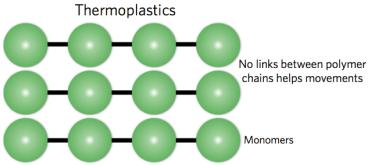 Thermoplastics
No links between polymer
chains helps movements
Monomers